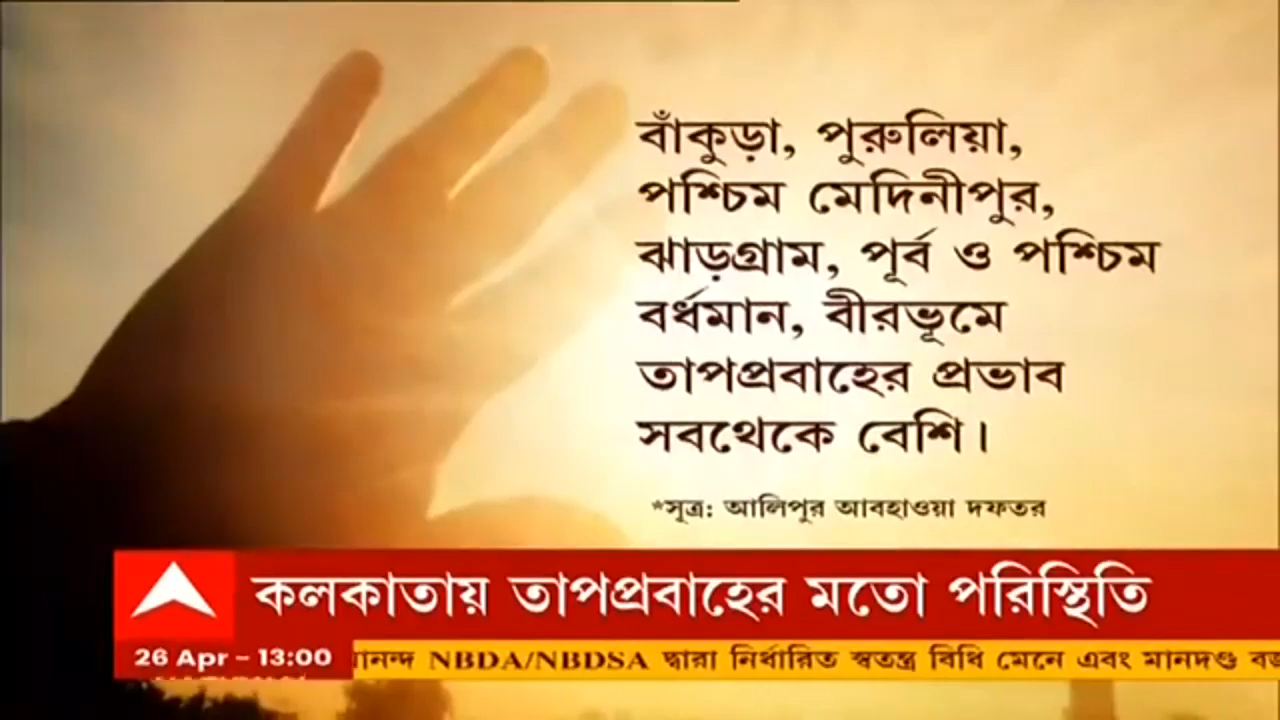 বাঁকুড়া, পুরুলিয়া,
পশ্চিম মেদিনীপুর,
ঝাড়গ্রাম, পূর্ব ও পশ্চিম
বর্ধমান, বীরভূমে
তাপপ্রবাহের প্রভাব
সবথেকে বেশি।
*সূত্র: আলিপুর আবহাওয়া দফতর
কলকাতায় তাপপ্রবাহের মতো পরিস্থিতি
26 Apr – 13:00
NBDA/NBDSA দ্বারা নির্ধারিত স্বতন্ত্র বিধি মেনে এবং মানদণ্ড